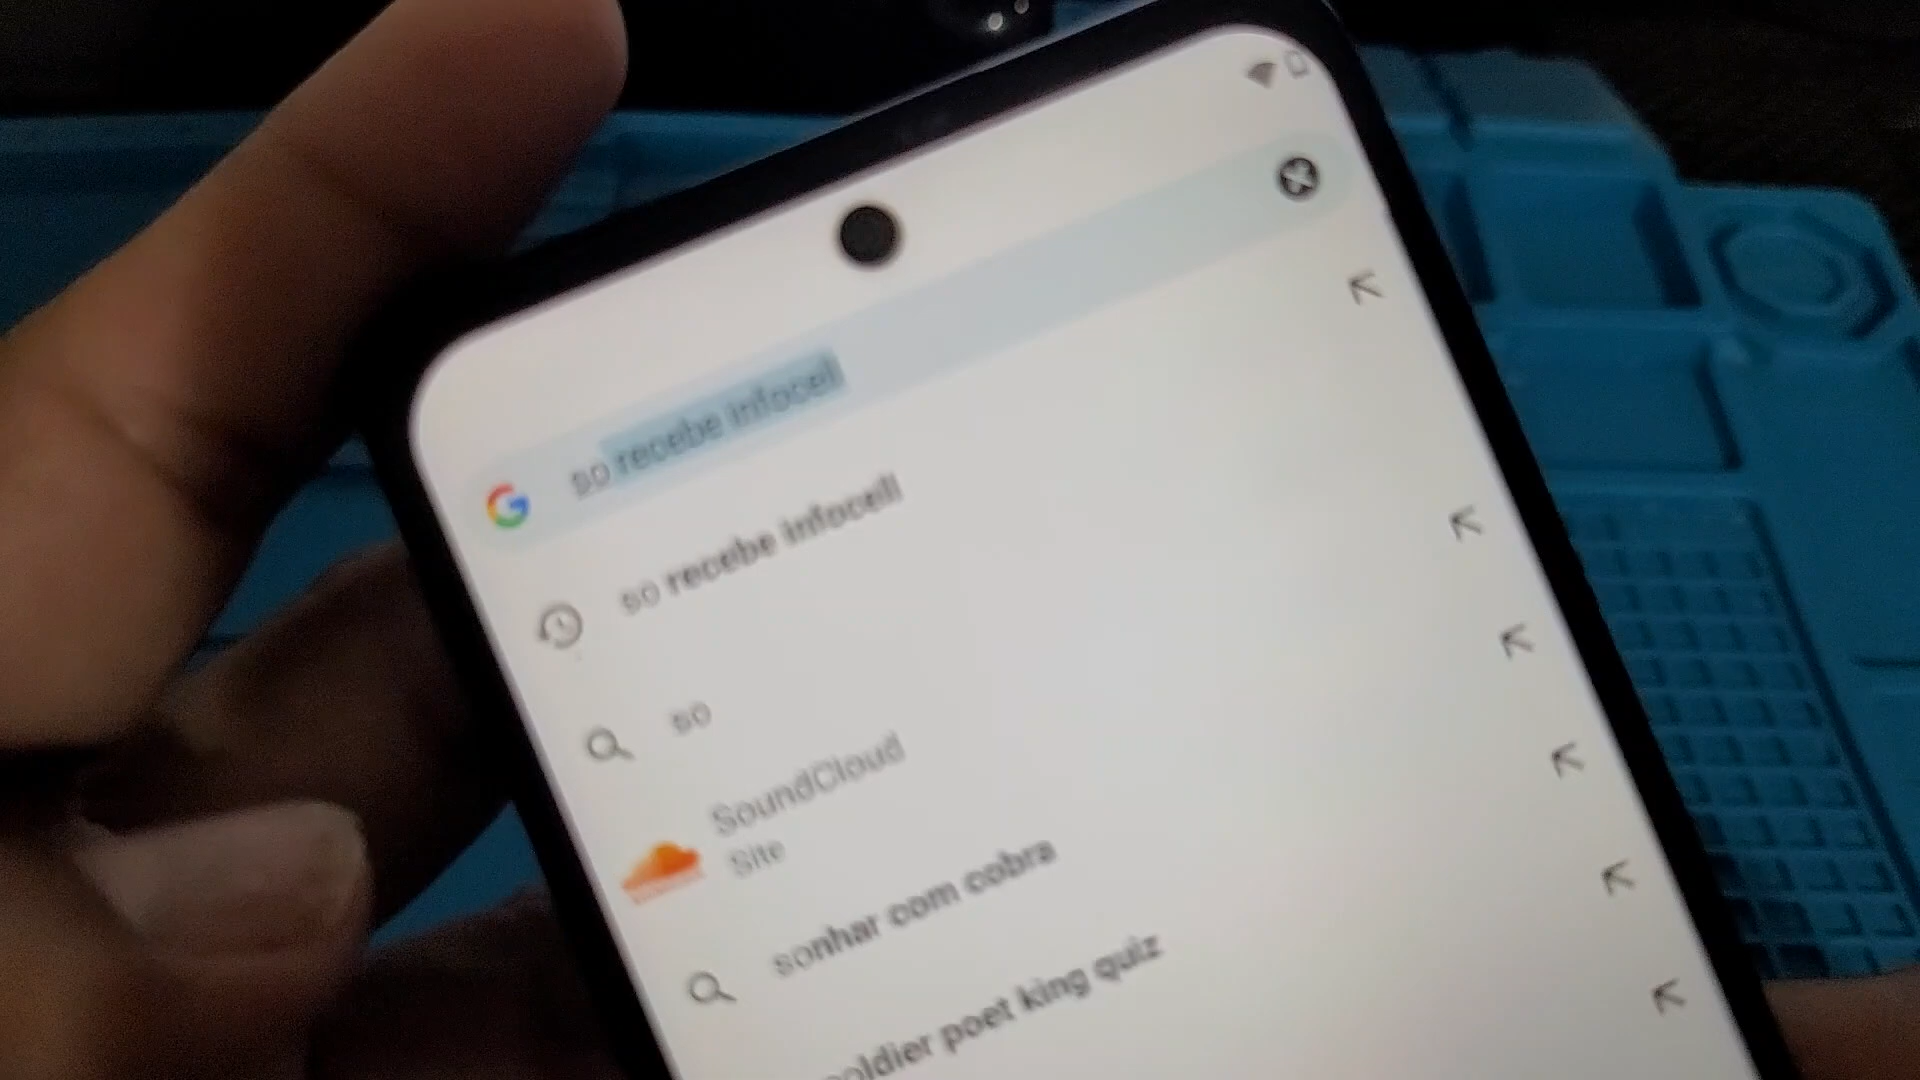 so recebe infocell
so recebe infocell
so
SoundCloud
Site
sonhar com cobra
soldier poet king quiz